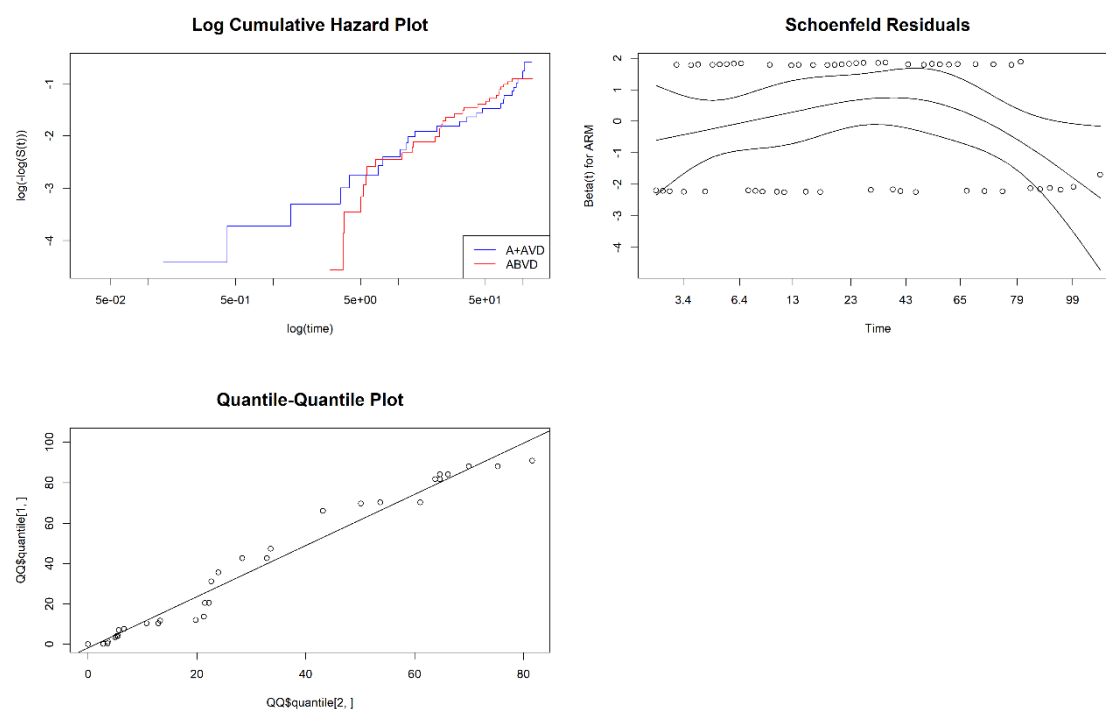 Log Cumulative Hazard Plot
log(-log(S(t)))
-1
-2
-3
-4
A+AVD
ABVD
5e-02
5e-01
5e+00
5e+01
log(time)
Schoenfeld Residuals
Beta(t) for ARM
2
1
0
-1
-2
-3
-4
3.4
6.4
13
23
43
65
79
99
Time
Quantile-Quantile Plot
QQ$quantile[1, ]
100
80
60
40
20
0
0
20
40
60
80
QQ$quantile[2, ]